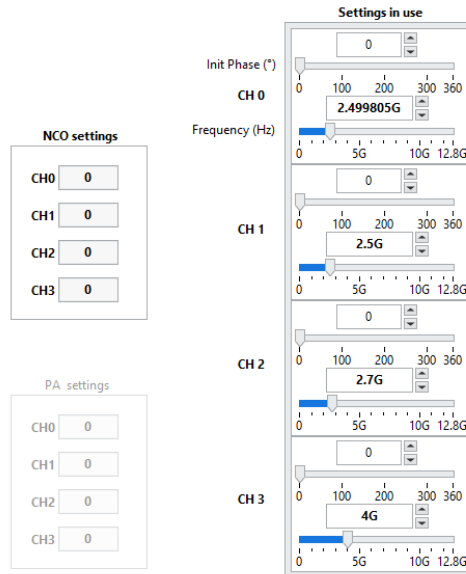 Settings in use
Init Phase (°)
0
0 100 200 300 360
CH 0
2.499805G
Frequency (Hz)
0 5G 10G 12.8G
NCO settings
CH0 0
CH1 0
CH2 0
CH3 0
0
0 100 200 300 360
CH 1
2.5G
0 5G 10G 12.8G
0
0 100 200 300 360
CH 2
2.7G
0 5G 10G 12.8G
PA settings
CH0 0
CH1 0
CH2 0
CH3 0
0
0 100 200 300 360
CH 3
4G
0 5G 10G 12.8G